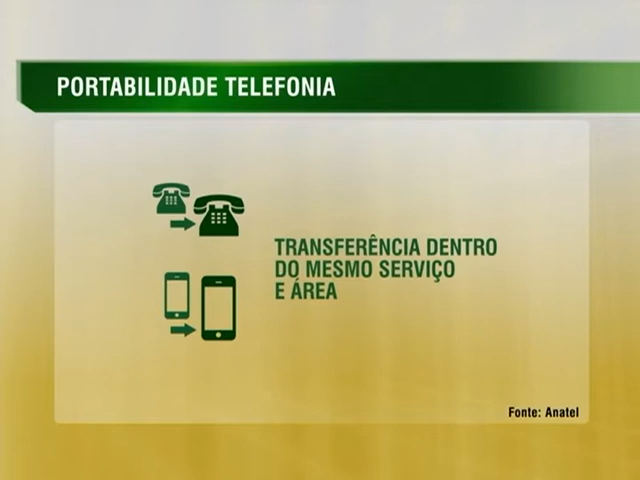 PORTABILIDADE TELEFONIA
TRANSFERÊNCIA DENTRO
DO MESMO SERVIÇO
E ÁREA
Fonte: Anatel